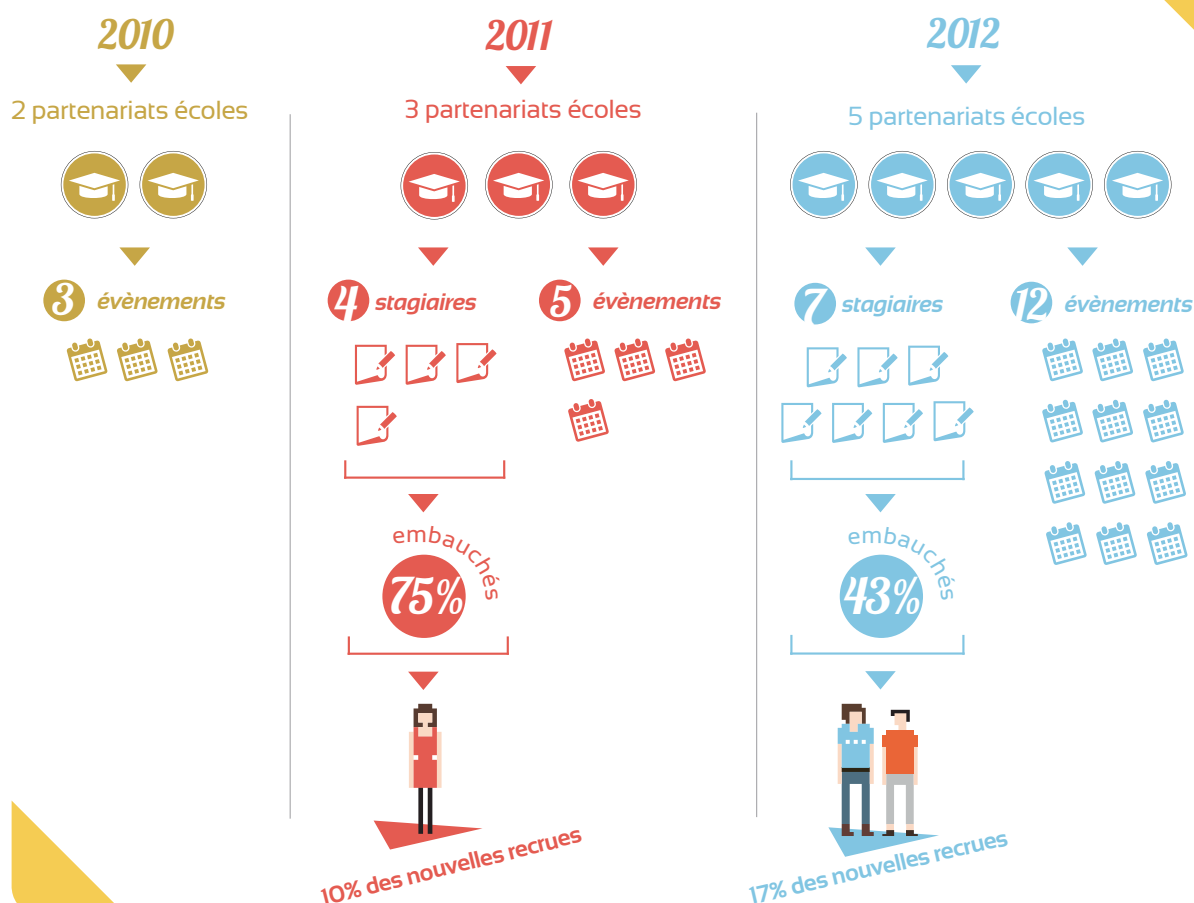 2010
2 partenariats écoles
3 évènements
2011
3 partenariats écoles
4 stagiaires
5 évènements
embauchés
75%
10% des nouvelles recrues
2012
5 partenariats écoles
7 stagiaires
12 évènements
embauchés
43%
17% des nouvelles recrues